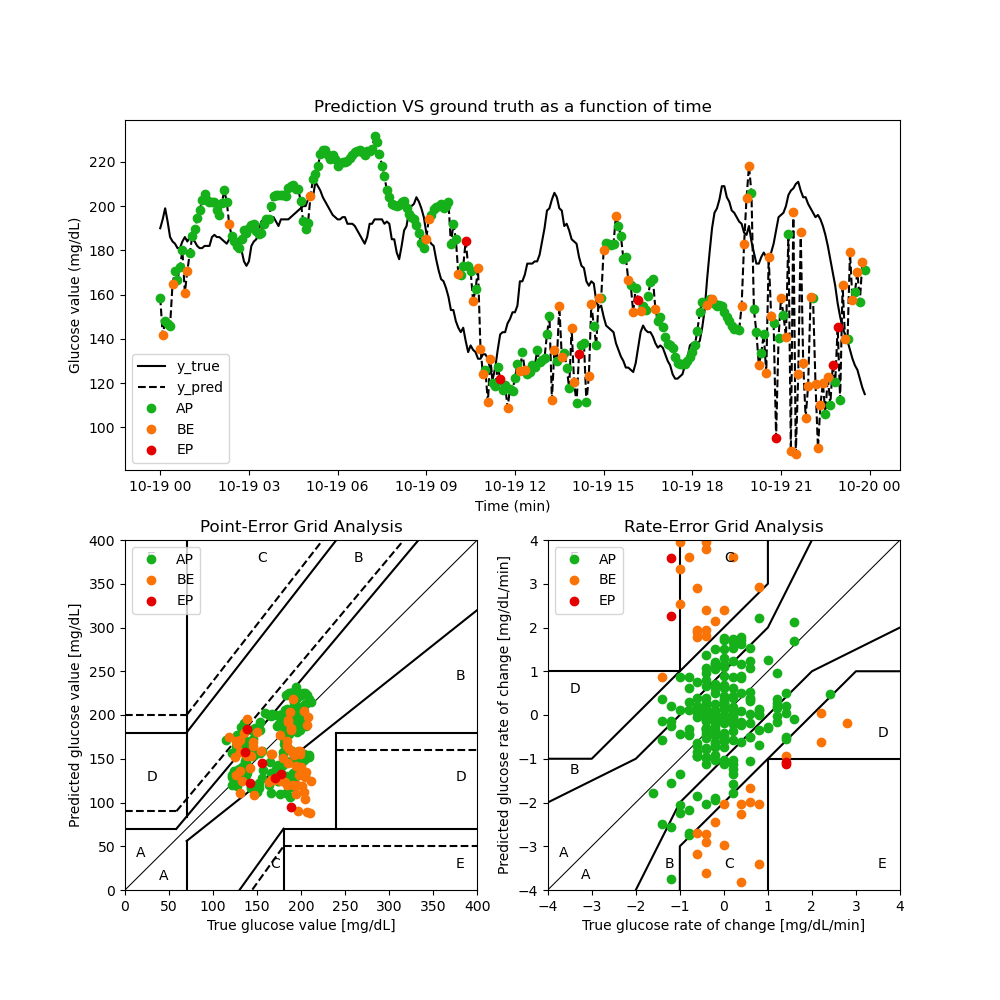 Prediction VS ground truth as a function of time
Glucose value (mg/dL)
220
200
180
160
140
120
100
y_true
y_pred
AP
BE
EP
10-19 00 10-19 03 10-19 06 10-19 09 10-19 12 10-19 15 10-19 18 10-19 21 10-20 00
Time (min)
Point-Error Grid Analysis
Predicted glucose value [mg/dL]
400
350
300
250
200
150
100
50
0
AP
BE
EP
C B
B
D D
A
A C E
0 50 100 150 200 250 300 350 400
True glucose value [mg/dL]
Rate-Error Grid Analysis
Predicted glucose rate of change [mg/dL/min]
4
3
2
1
0
−1
−2
−3
−4
AP
BE
EP
C
D
D
B
A
A B C E
−4 −3 −2 −1 0 1 2 3 4
True glucose rate of change [mg/dL/min]